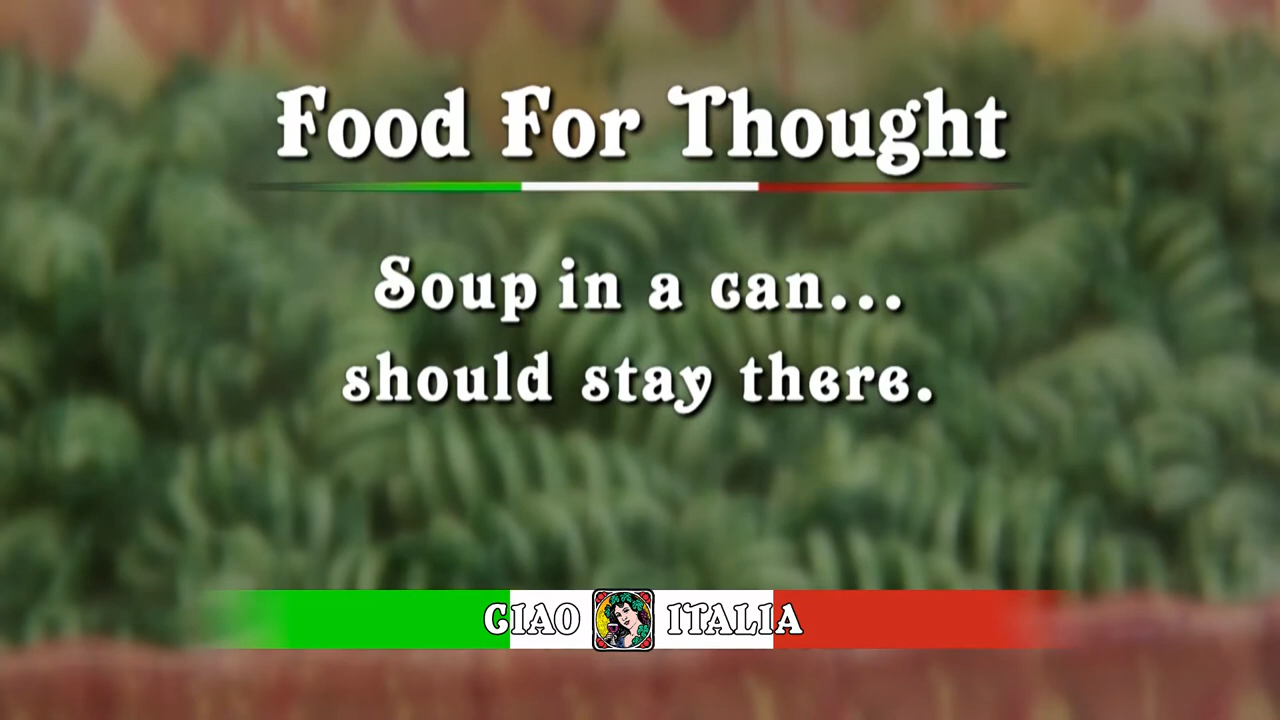 Food For Thought
Soup in a can...
should stay there.
CIAO ITALIA